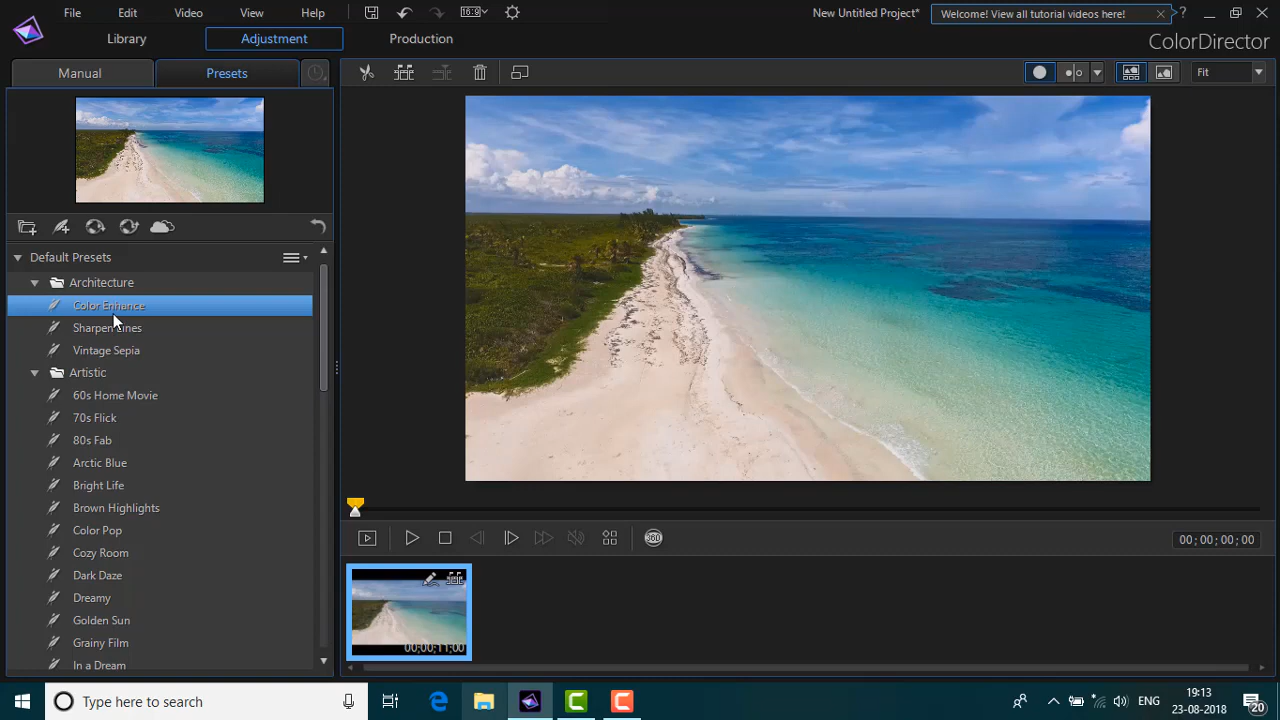 File Edit Video View Help 16:9 New Untitled Project* Welcome! View all tutorial videos here! ?
Library Adjustment Production ColorDirector
Manual Presets Fit
Default Presets
Architecture
Color Enhance
Sharpen Lines
Vintage Sepia
Artistic
60s Home Movie
70s Flick
80s Fab
Arctic Blue
Bright Life
Brown Highlights
Color Pop
Cozy Room
Dark Daze
Dreamy
Golden Sun
Grainy Film
In a Dream
360 00;00;00;00
00;00;11;00
Type here to search ENG 19:13
23-08-2018 20